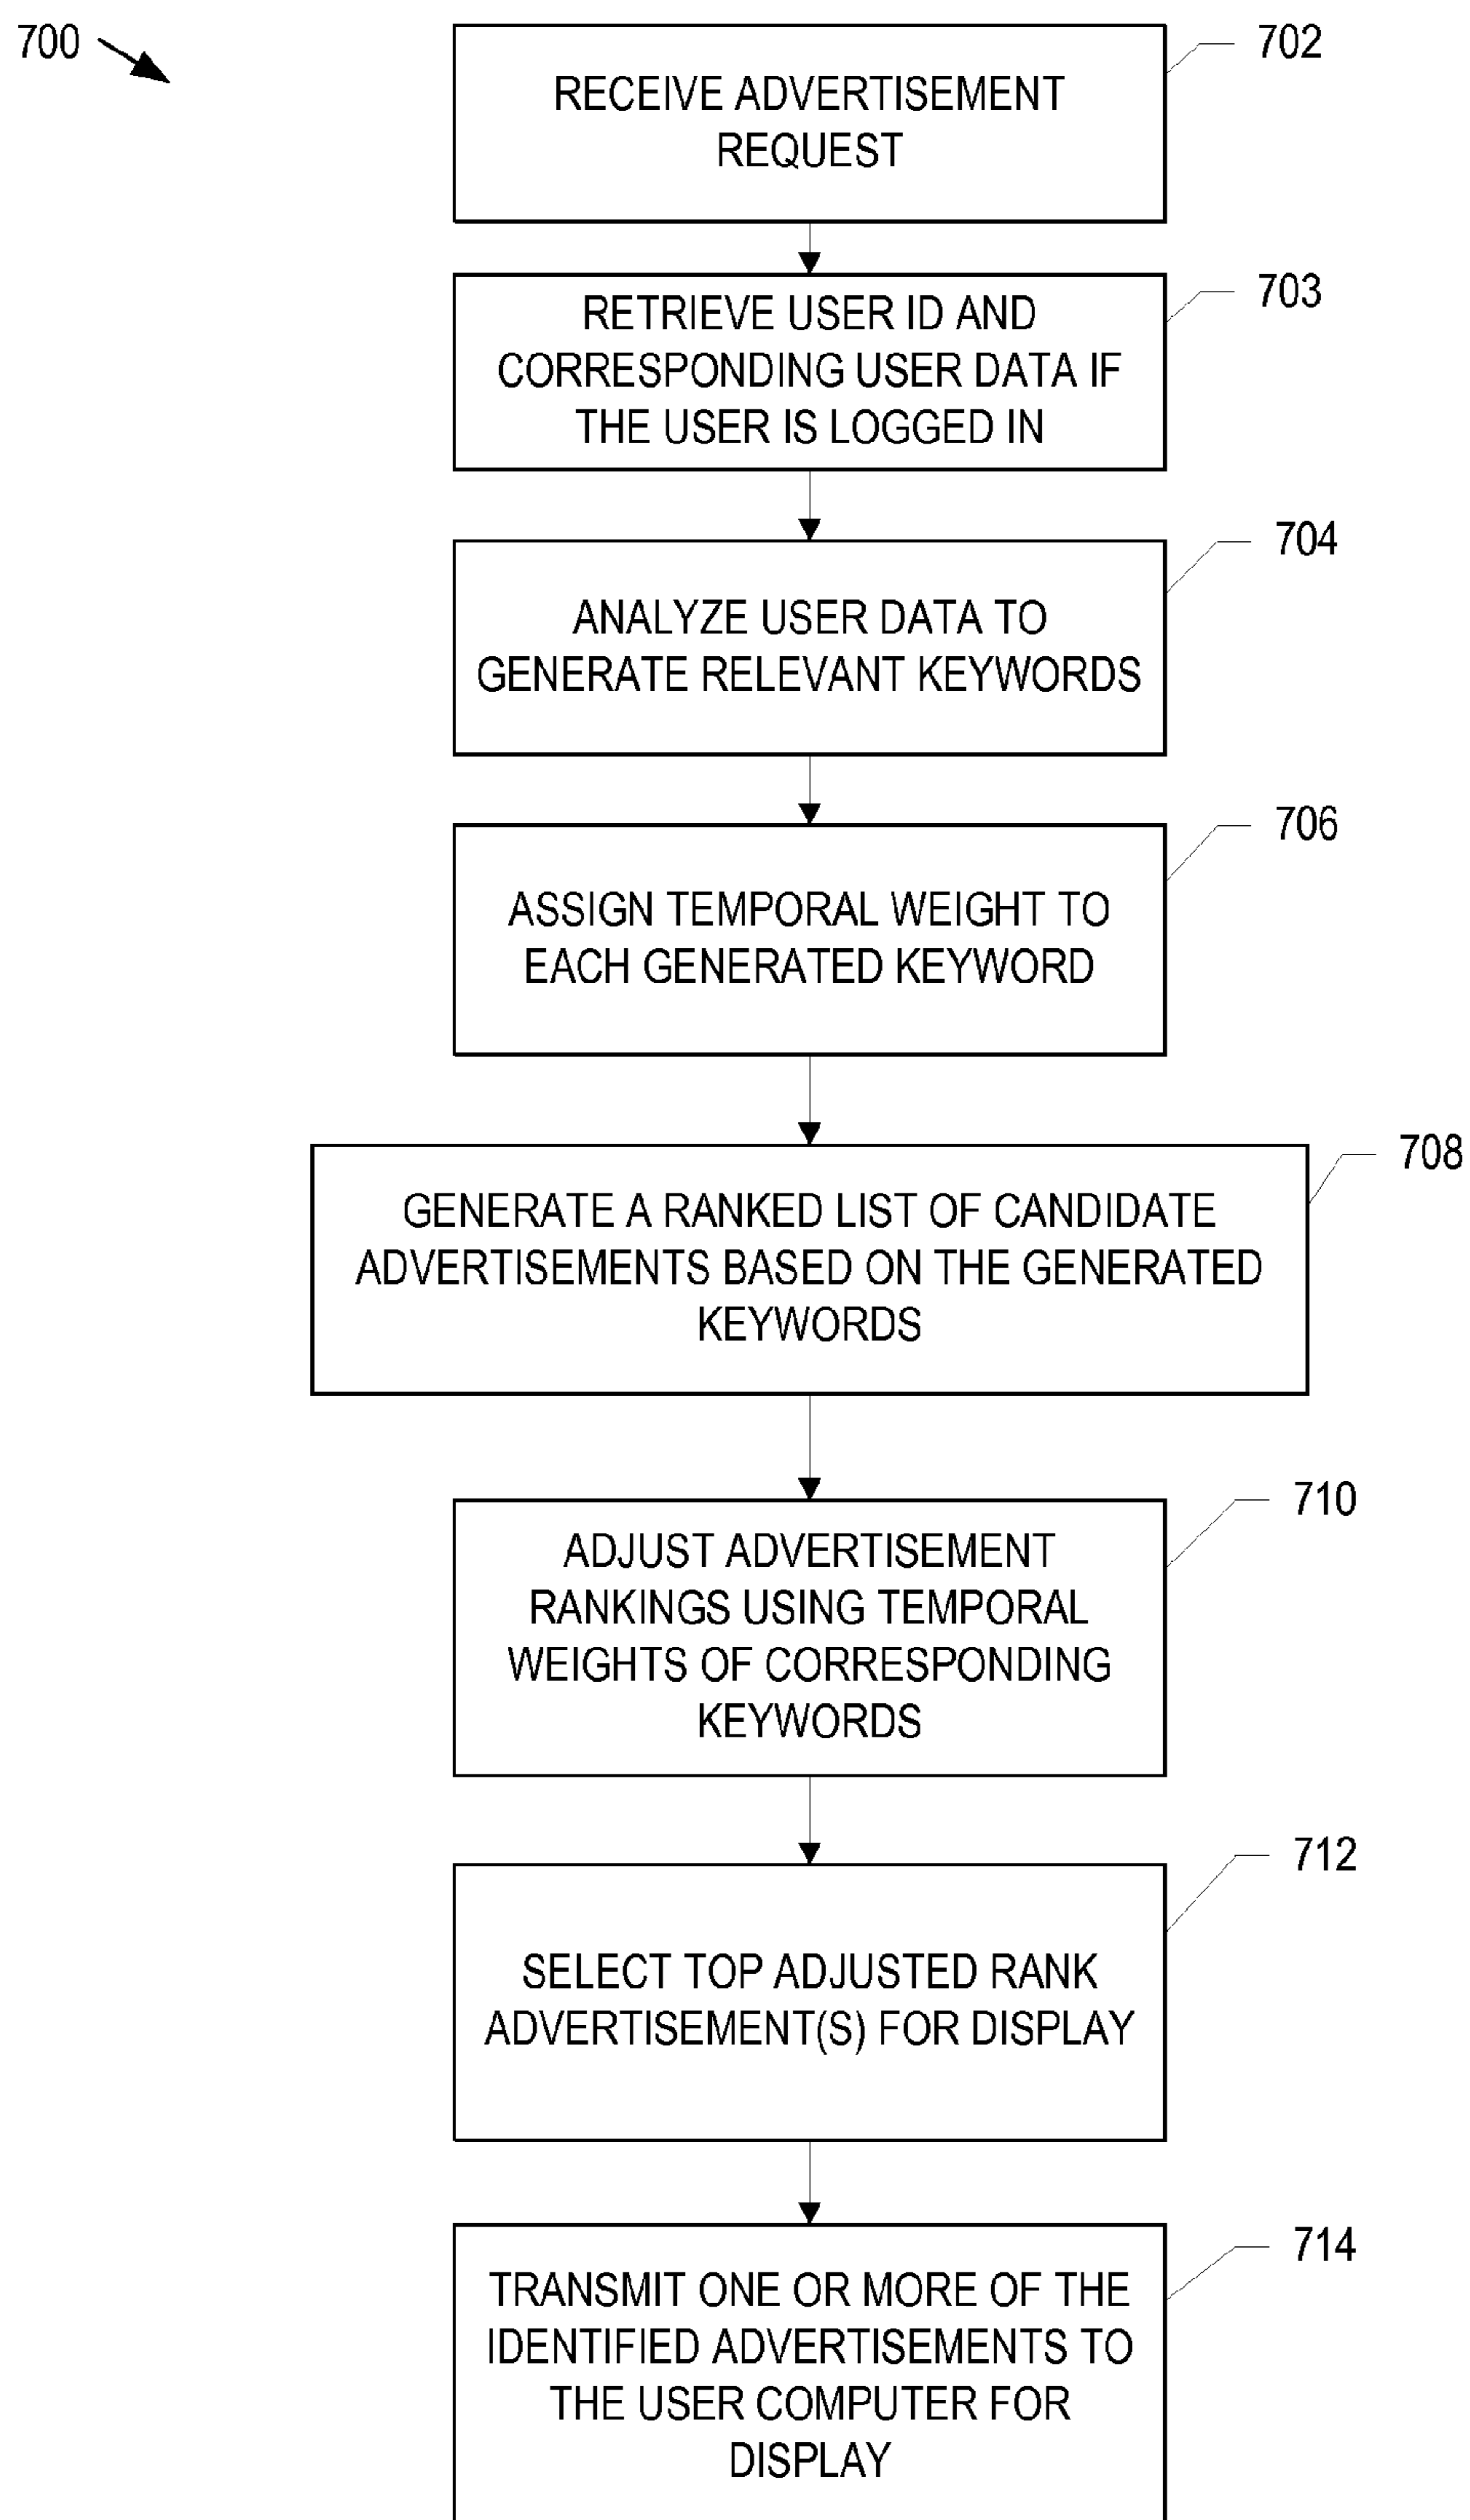 700
702
RECEIVE ADVERTISEMENT
REQUEST
703
RETRIEVE USER ID AND
CORRESPONDING USER DATA IF
THE USER IS LOGGED IN
704
ANALYZE USER DATA TO
GENERATE RELEVANT KEYWORDS
706
ASSIGN TEMPORAL WEIGHT TO
EACH GENERATED KEYWORD
708
GENERATE A RANKED LIST OF CANDIDATE
ADVERTISEMENTS BASED ON THE GENERATED
KEYWORDS
710
ADJUST ADVERTISEMENT
RANKINGS USING TEMPORAL
WEIGHTS OF CORRESPONDING
KEYWORDS
712
SELECT TOP ADJUSTED RANK
ADVERTISEMENT(S) FOR DISPLAY
714
TRANSMIT ONE OR MORE OF THE
IDENTIFIED ADVERTISEMENTS TO
THE USER COMPUTER FOR
DISPLAY